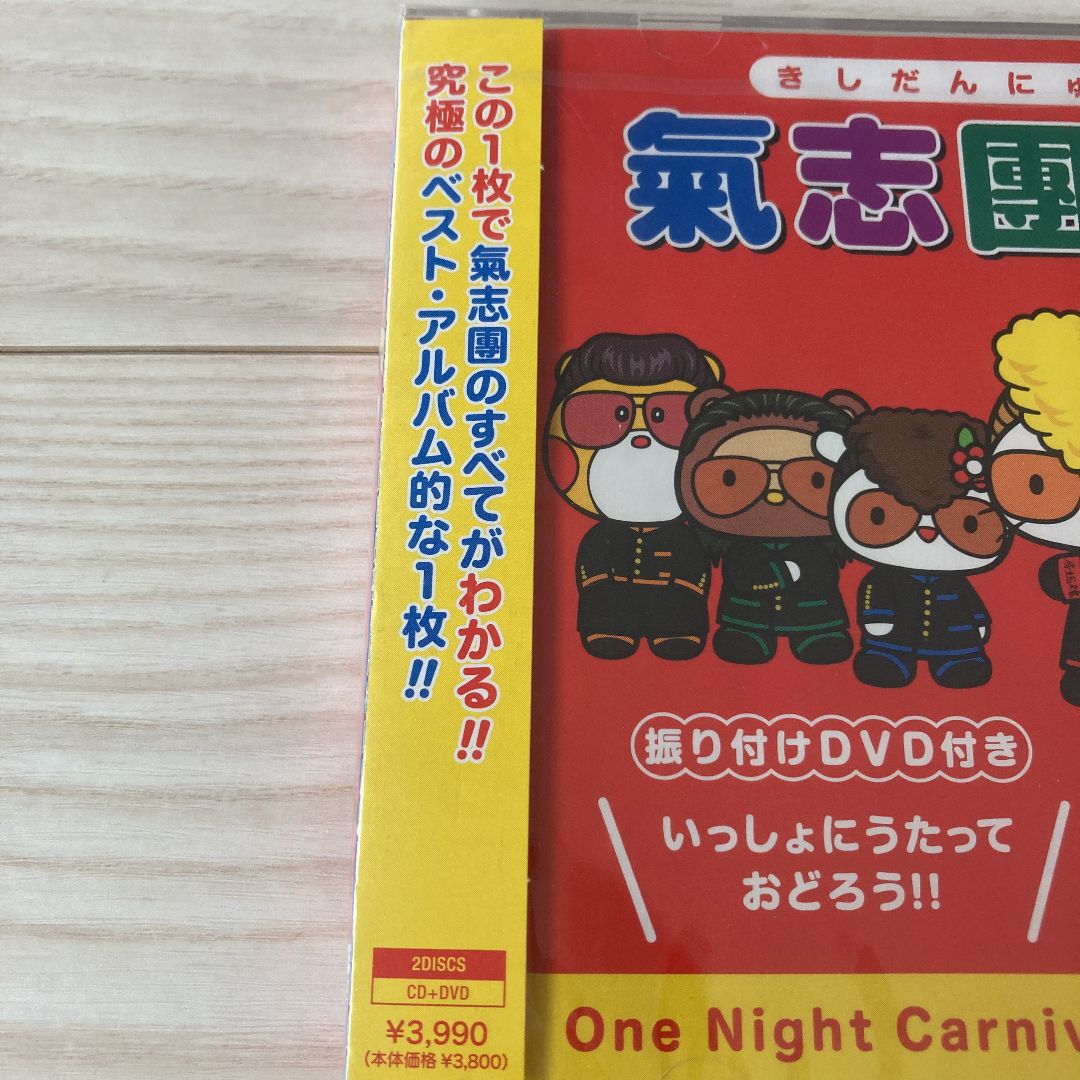 この1枚で氣志團のすべてがわかる!!
究極のベスト・アルバム的な1枚!!
2DISCS
CD+DVD
¥3,990
(本体価格 ¥3,800)
きしだんにゅ
氣志團
振り付けDVD付き
いっしょにうたって
おどろう!!
One Night Carniv